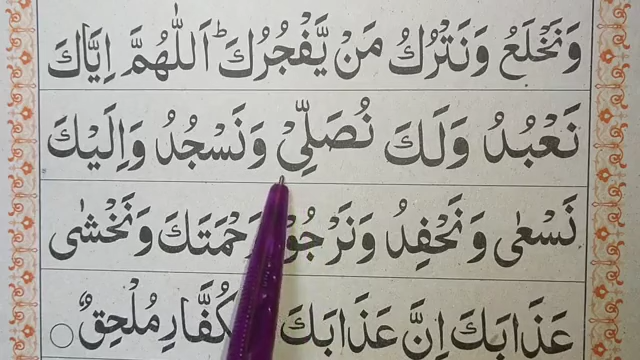 وَنَخْلَعُ وَنَتْرُكُ مَنْ يَّفْجُرُكَ ؕ اَللّٰهُمَّ اِيَّاكَ
نَعْبُدُ وَلَكَ نُصَلِّيْ وَنَسْجُدُ وَاِلَيْكَ
نَسْعٰى وَنَحْفِدُ وَنَرْجُوْ رَحْمَتَكَ وَنَخْشٰى
عَذَابَكَ اِنَّ عَذَابَكَ كُفَّارِ مُلْحِقٌ